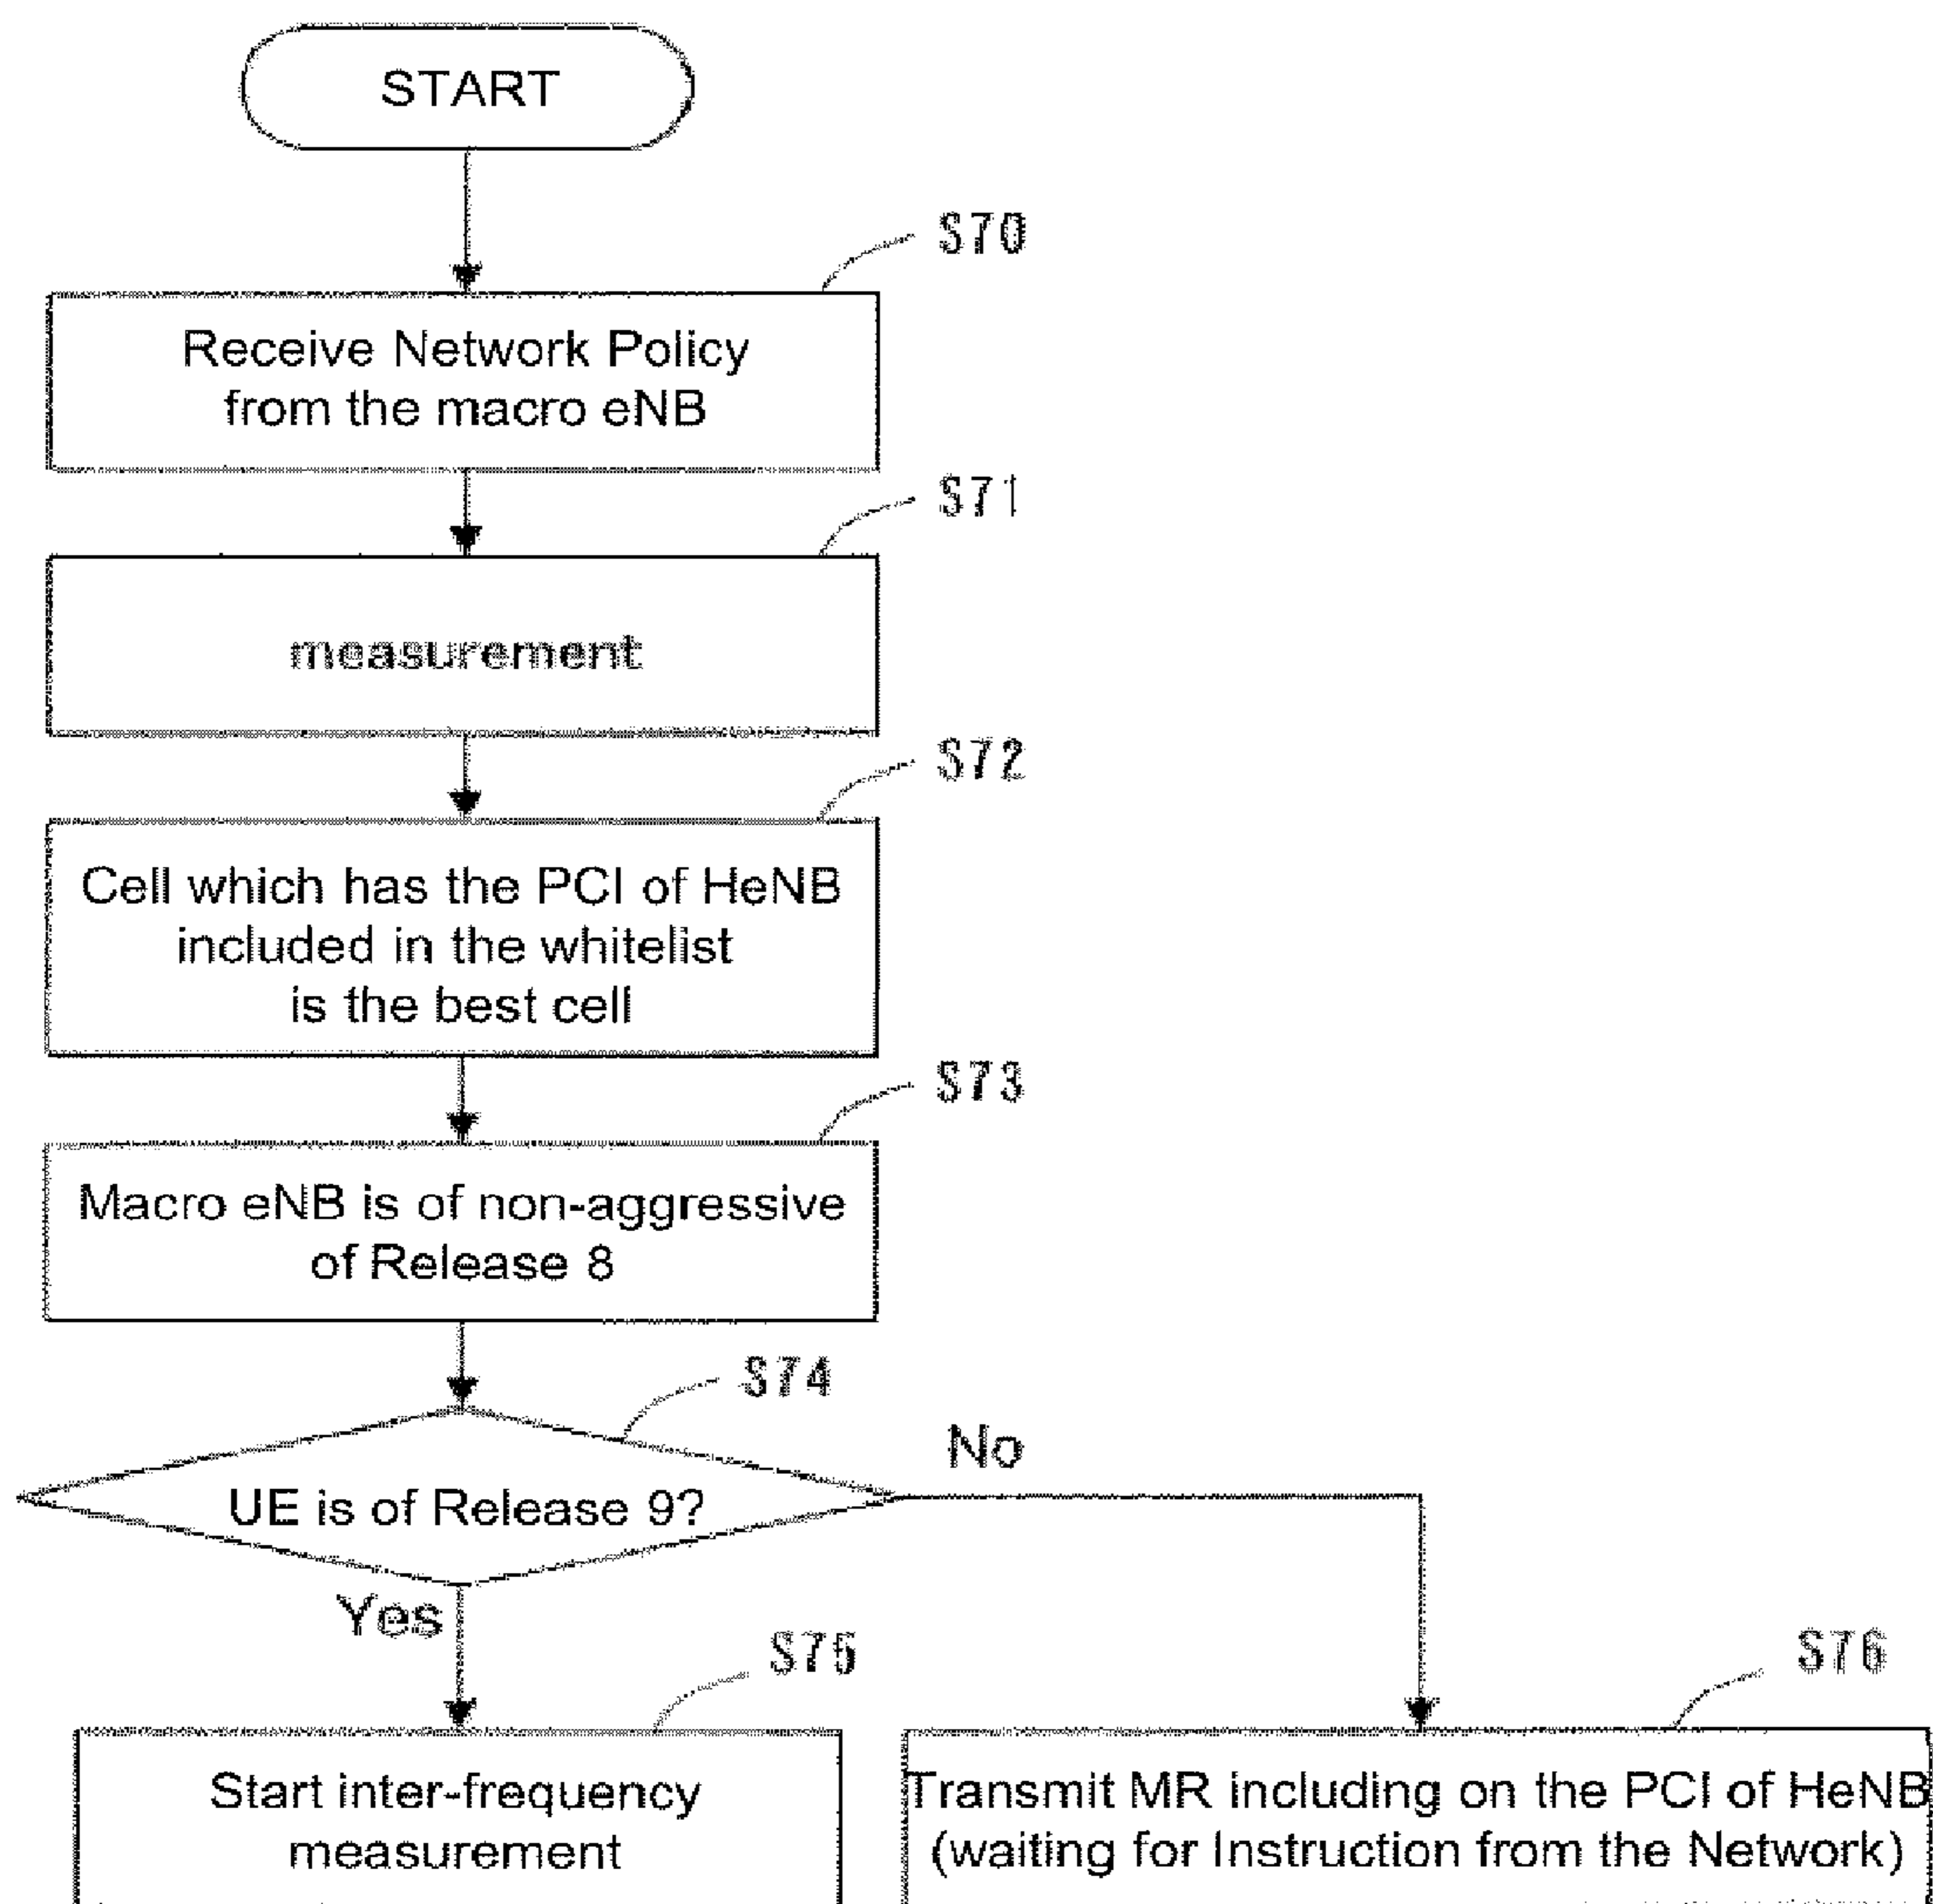 START
S70
Receive Network Policy
from the macro eNB
S71
measurement
S72
Cell which has the PCI of HeNB
included in the whitelist
is the best cell
S73
Macro eNB is of non-aggressive
of Release 8
S74
UE is of Release 9?
No
Yes
S75
Start inter-frequency
measurement
S76
Transmit MR including on the PCI of HeNB
(waiting for Instruction from the Network)